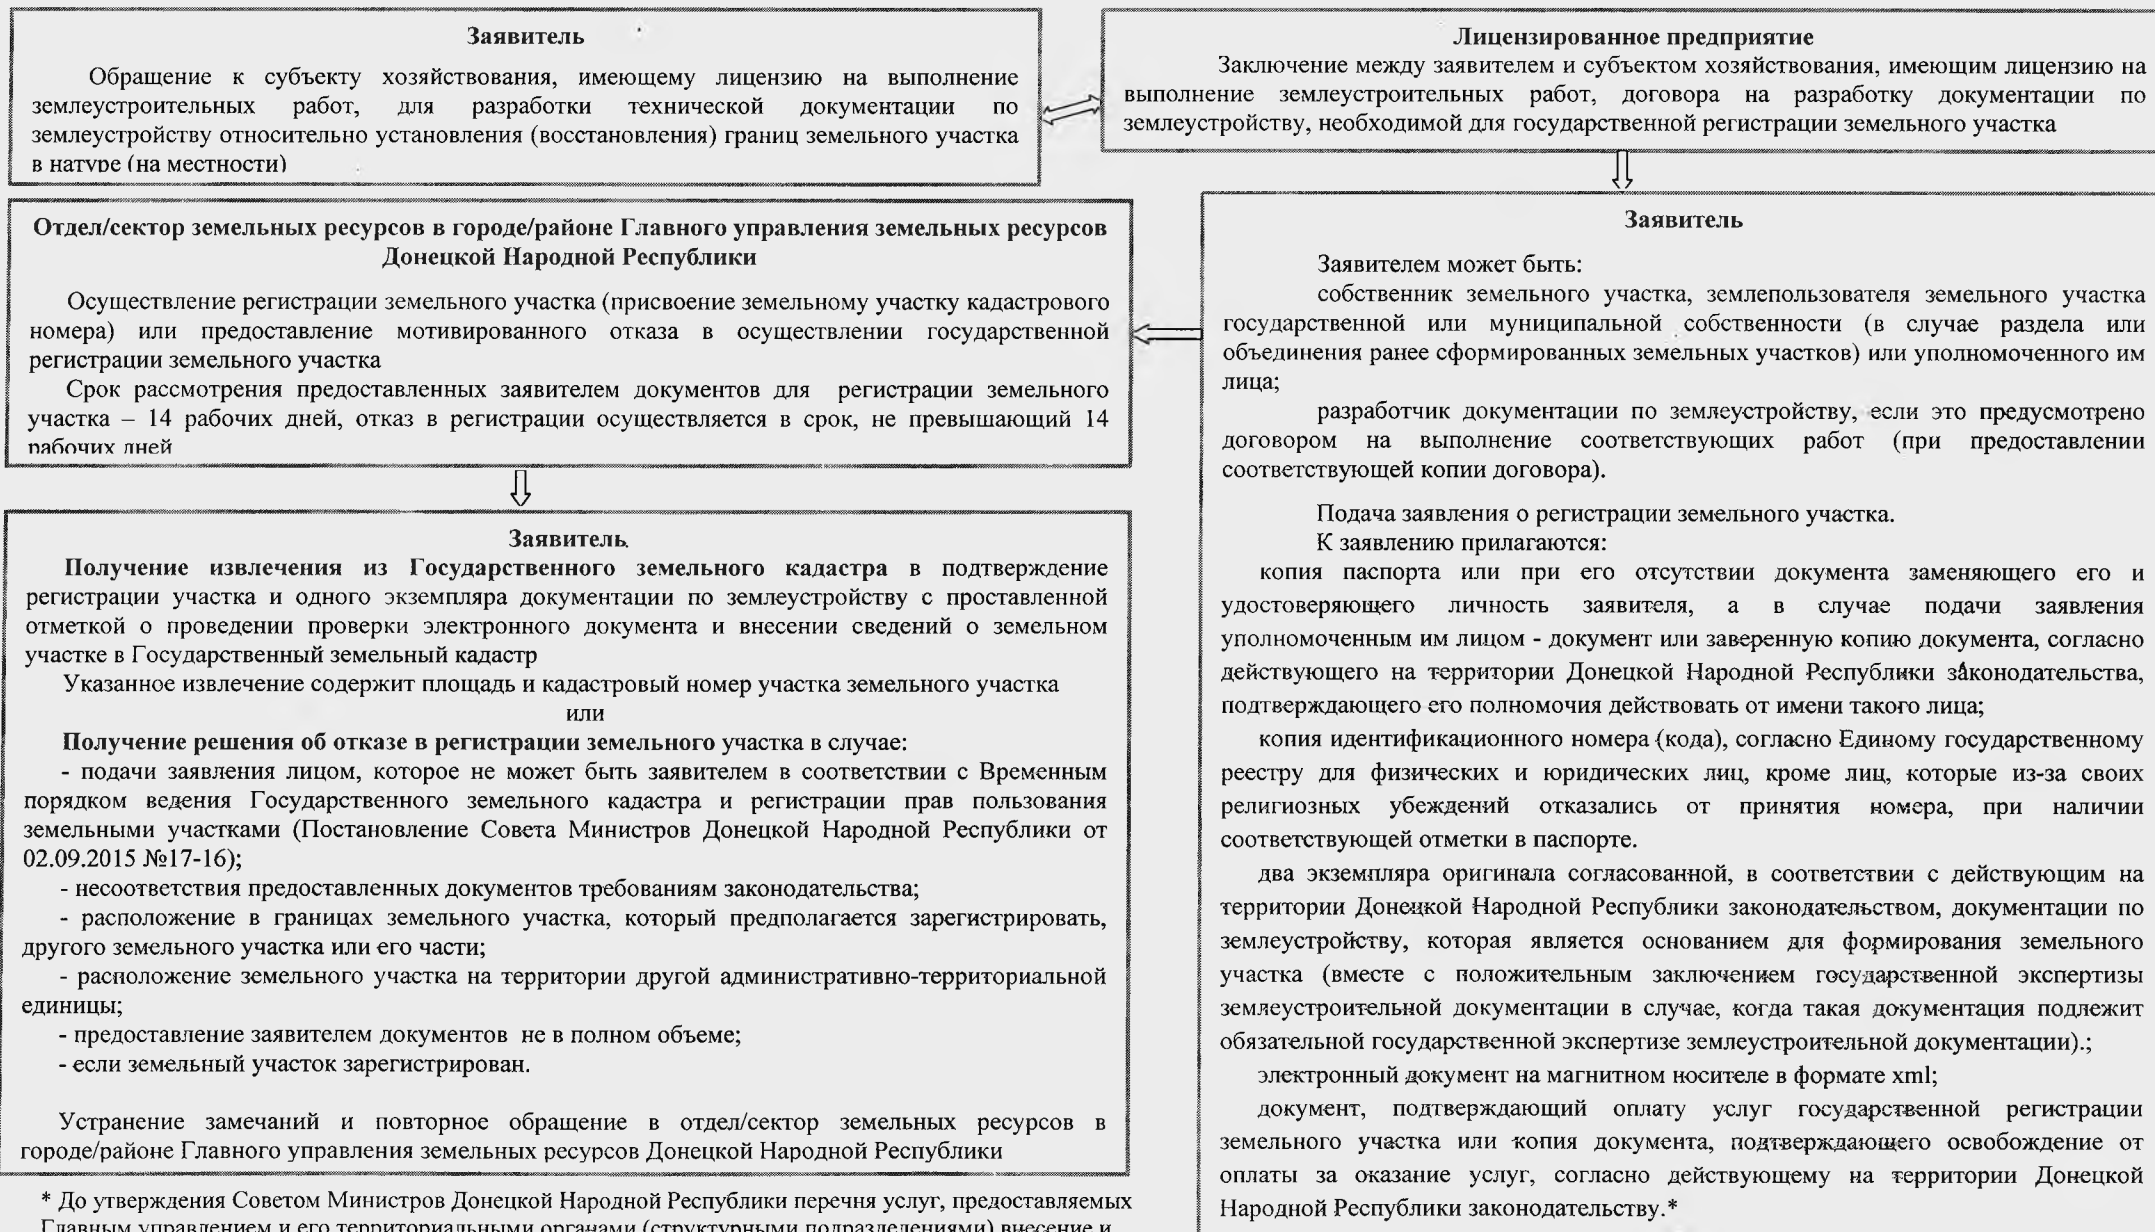 Заявитель
Обращение к субъекту хозяйствования, имеющему лицензию на выполнение
землеустроительных работ, для разработки технической документации по
землеустройству относительно установления (восстановления) границ земельного участка
в натуре (на местности)
Лицензированное предприятие
Заключение между заявителем и субъектом хозяйствования, имеющим лицензию на
выполнение землеустроительных работ, договора на разработку документации по
землеустройству, необходимой для государственной регистрации земельного участка
Заявитель
Заявителем может быть:
собственник земельного участка, землепользователя земельного участка
государственной или муниципальной собственности (в случае раздела или
объединения ранее сформированных земельных участков) или уполномоченного им
лица;
разработчик документации по землеустройству, если это предусмотрено
договором на выполнение соответствующих работ (при предоставлении
соответствующей копии договора).
Подача заявления о регистрации земельного участка.
К заявлению прилагаются:
копия паспорта или при его отсутствии документа заменяющего его и
удостоверяющего личность заявителя, а в случае подачи заявления
уполномоченным им лицом - документ или заверенную копию документа, согласно
действующего на территории Донецкой Народной Республики законодательства,
подтверждающего его полномочия действовать от имени такого лица;
копия идентификационного номера (кода), согласно Единому государственному
реестру для физических и юридических лиц, кроме лиц, которые из-за своих
религиозных убеждений отказались от принятия номера, при наличии
соответствующей отметки в паспорте.
два экземпляра оригинала согласованной, в соответствии с действующим на
территории Донецкой Народной Республики законодательством, документации по
землеустройству, которая является основанием для формирования земельного
участка (вместе с положительным заключением государственной экспертизы
землеустроительной документации в случае, когда такая документация подлежит
обязательной государственной экспертизе землеустроительной документации).;
электронный документ на магнитном носителе в формате xml;
документ, подтверждающий оплату услуг государственной регистрации
земельного участка или копия документа, подтверждающего освобождение от
оплаты за оказание услуг, согласно действующему на территории Донецкой
Народной Республики законодательству.*
Отдел/сектор земельных ресурсов в городе/районе Главного управления земельных ресурсов
Донецкой Народной Республики
Осуществление регистрации земельного участка (присвоение земельному участку кадастрового
номера) или предоставление мотивированного отказа в осуществлении государственной
регистрации земельного участка
Срок рассмотрения предоставленных заявителем документов для регистрации земельного
участка – 14 рабочих дней, отказ в регистрации осуществляется в срок, не превышающий 14
рабочих дней
Заявитель
Получение извлечения из Государственного земельного кадастра в подтверждение
регистрации участка и одного экземпляра документации по землеустройству с проставленной
отметкой о проведении проверки электронного документа и внесении сведений о земельном
участке в Государственный земельный кадастр
Указанное извлечение содержит площадь и кадастровый номер участка земельного участка
или
Получение решения об отказе в регистрации земельного участка в случае:
- подачи заявления лицом, которое не может быть заявителем в соответствии с Временным
порядком ведения Государственного земельного кадастра и регистрации прав пользования
земельными участками (Постановление Совета Министров Донецкой Народной Республики от
02.09.2015 №17-16);
- несоответствия предоставленных документов требованиям законодательства;
- расположение в границах земельного участка, который предполагается зарегистрировать,
другого земельного участка или его части;
- расположение земельного участка на территории другой административно-территориальной
единицы;
- предоставление заявителем документов не в полном объеме;
- если земельный участок зарегистрирован.
Устранение замечаний и повторное обращение в отдел/сектор земельных ресурсов в
городе/районе Главного управления земельных ресурсов Донецкой Народной Республики
* До утверждения Советом Министров Донецкой Народной Республики перечня услуг, предоставляемых
Главным управлением и его территориальными органами (структурными подразделениями) внесение и